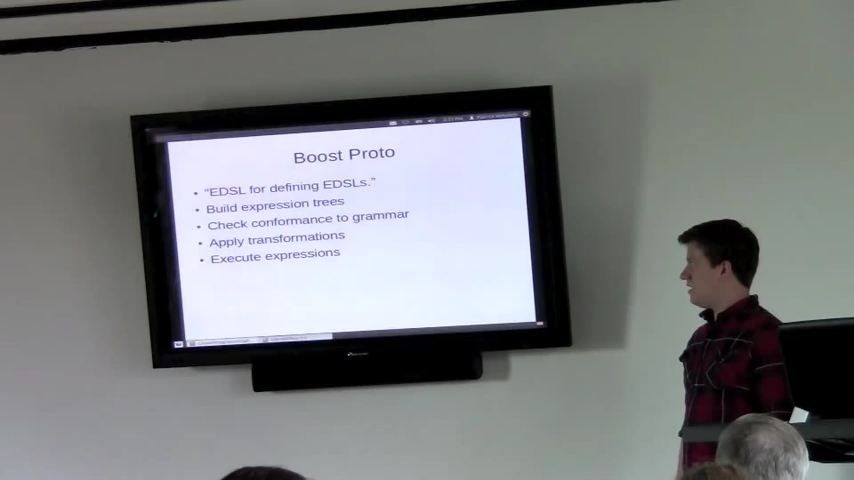 Boost Proto
• “EDSL for defining EDSLs.”
• Build expression trees
• Check conformance to grammar
• Apply transformations
• Execute expressions